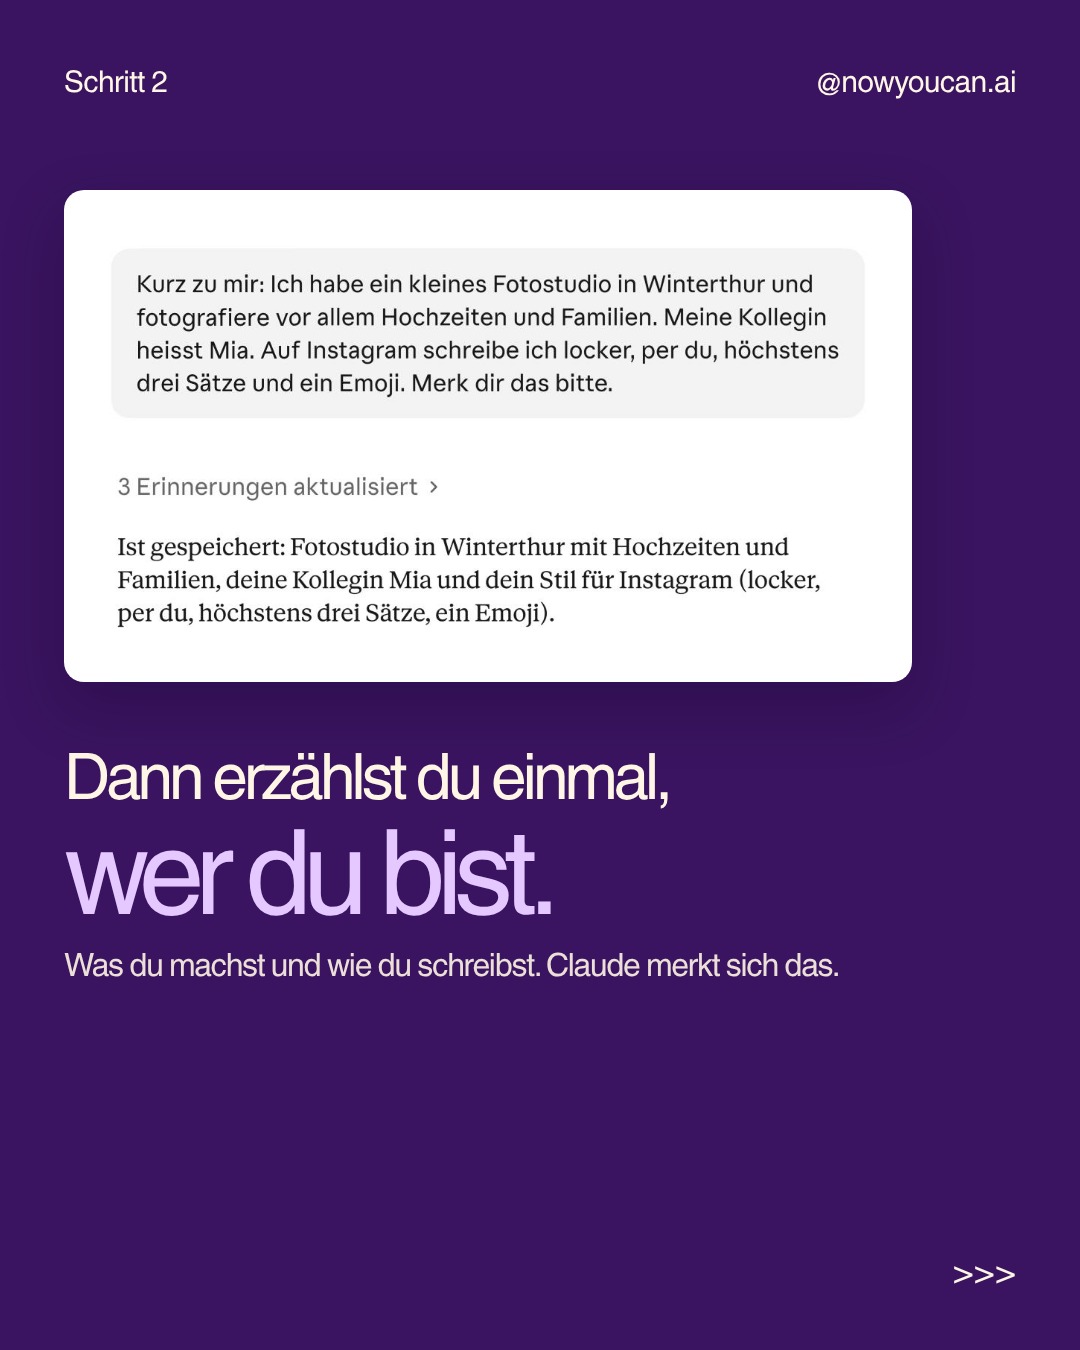 Schritt 2
@nowyoucan.ai
Kurz zu mir: Ich habe ein kleines Fotostudio in Winterthur und
fotografiere vor allem Hochzeiten und Familien. Meine Kollegin
heisst Mia. Auf Instagram schreibe ich locker, per du, höchstens
drei Sätze und ein Emoji. Merk dir das bitte.
3 Erinnerungen aktualisiert >
Ist gespeichert: Fotostudio in Winterthur mit Hochzeiten und
Familien, deine Kollegin Mia und dein Stil für Instagram (locker,
per du, höchstens drei Sätze, ein Emoji).
Dann erzählst du einmal,
wer du bist.
Was du machst und wie du schreibst. Claude merkt sich das.
>>>